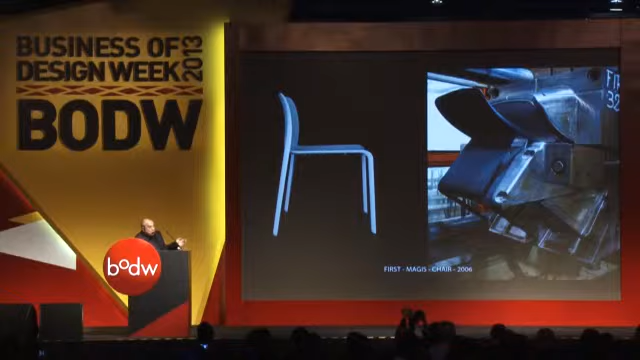 BUSINESS OF
DESIGN WEEK
2013
BODW
bodw
FIRST - MAGIS - CHAIR - 2006